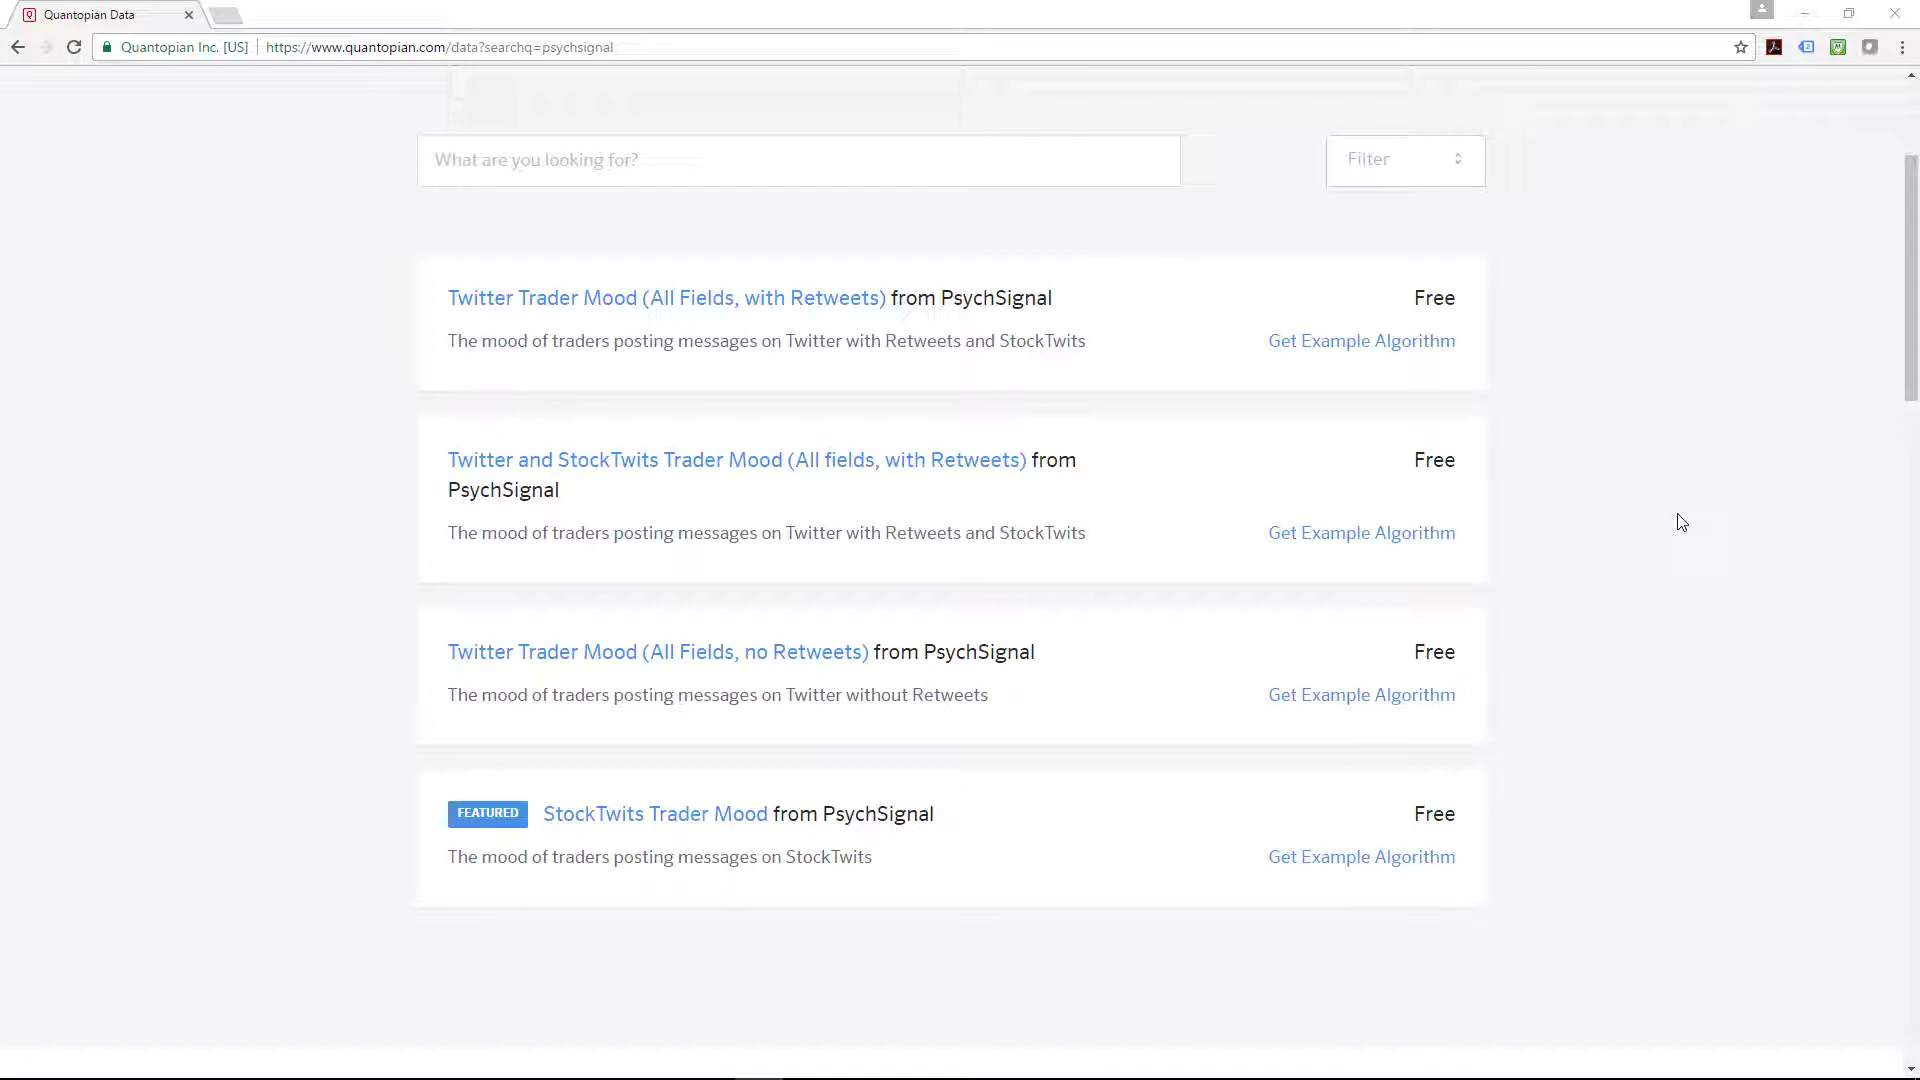 Quantopian Data
Quantopian Inc. [US] https://www.quantopian.com/data?searchq=psychsignal
What are you looking for? Filter
Twitter Trader Mood (All Fields, with Retweets) from PsychSignal Free
The mood of traders posting messages on Twitter with Retweets and StockTwits Get Example Algorithm
Twitter and StockTwits Trader Mood (All fields, with Retweets) from Free
PsychSignal
The mood of traders posting messages on Twitter with Retweets and StockTwits Get Example Algorithm
Twitter Trader Mood (All Fields, no Retweets) from PsychSignal Free
The mood of traders posting messages on Twitter without Retweets Get Example Algorithm
FEATURED StockTwits Trader Mood from PsychSignal Free
The mood of traders posting messages on StockTwits Get Example Algorithm